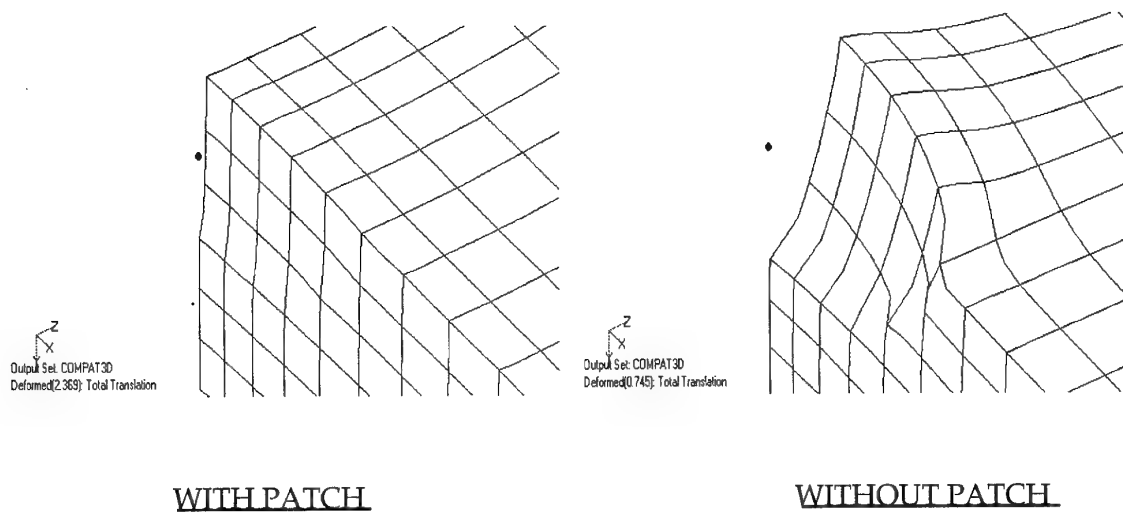 Z
X
Output Set: COMPAT3D
Deformed(2.369): Total Translation
Z
X
Output Set: COMPAT3D
Deformed(0.745): Total Translation
WITH PATCH
WITHOUT PATCH